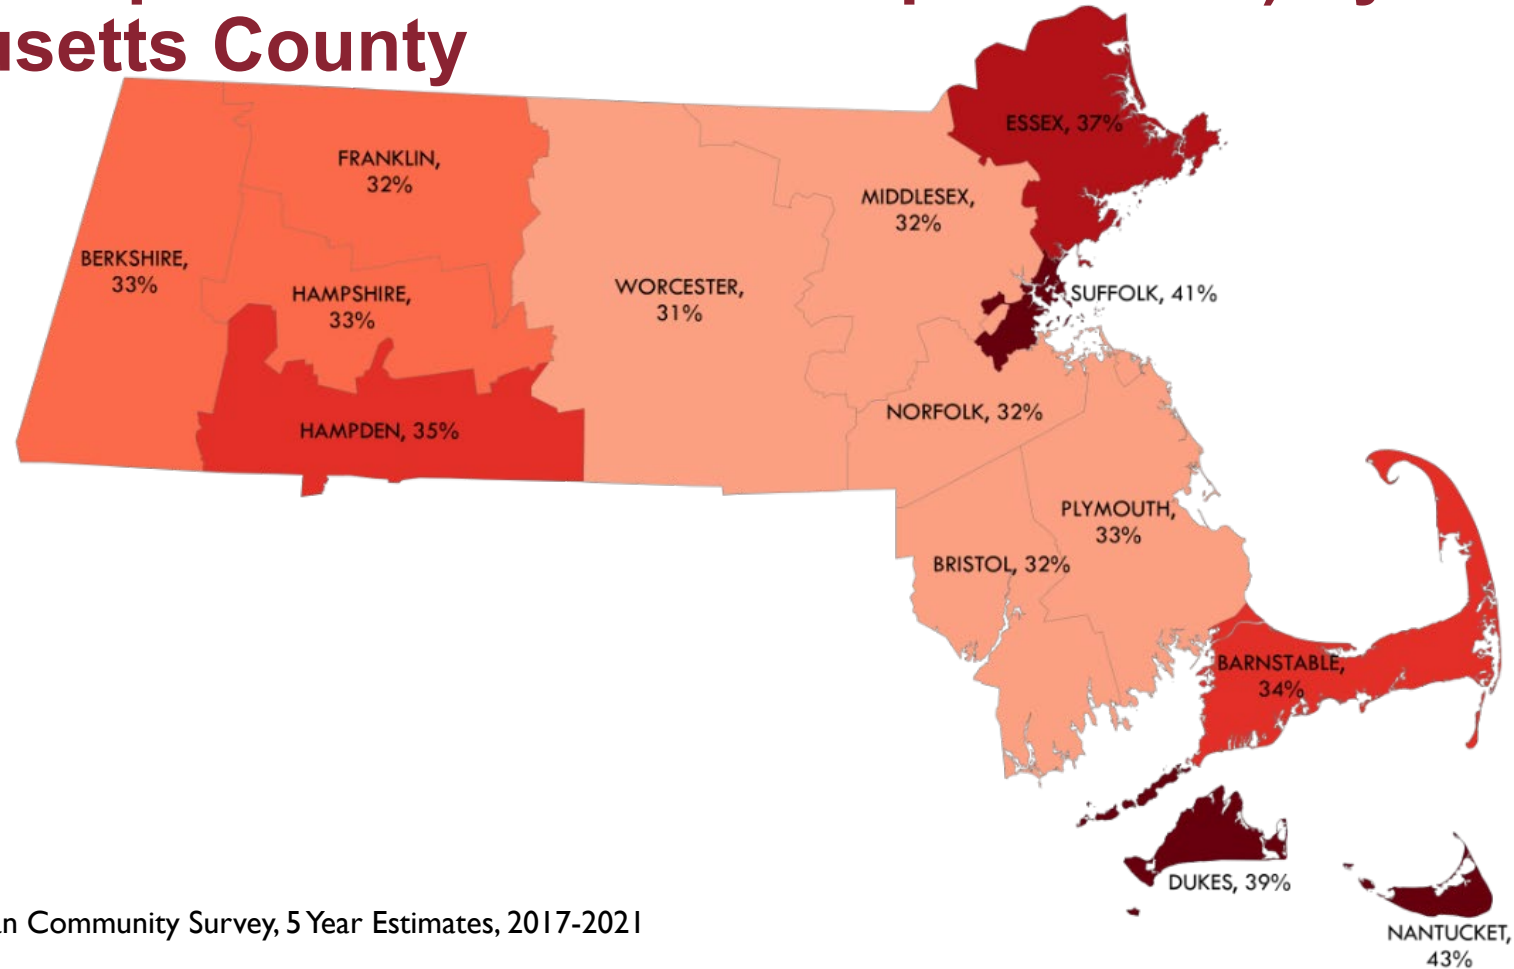 usetts County
ESSEX, 37%
FRANKLIN,
32%
MIDDLESEX,
32%
BERKSHIRE,
33%
HAMPSHIRE,
33%
WORCESTER,
31%
SUFFOLK, 41%
NORFOLK, 32%
HAMPDEN, 35%
PLYMOUTH,
33%
BRISTOL, 32%
BARNSTABLE,
34%
DUKES, 39%
n Community Survey, 5 Year Estimates, 2017-2021
NANTUCKET,
43%